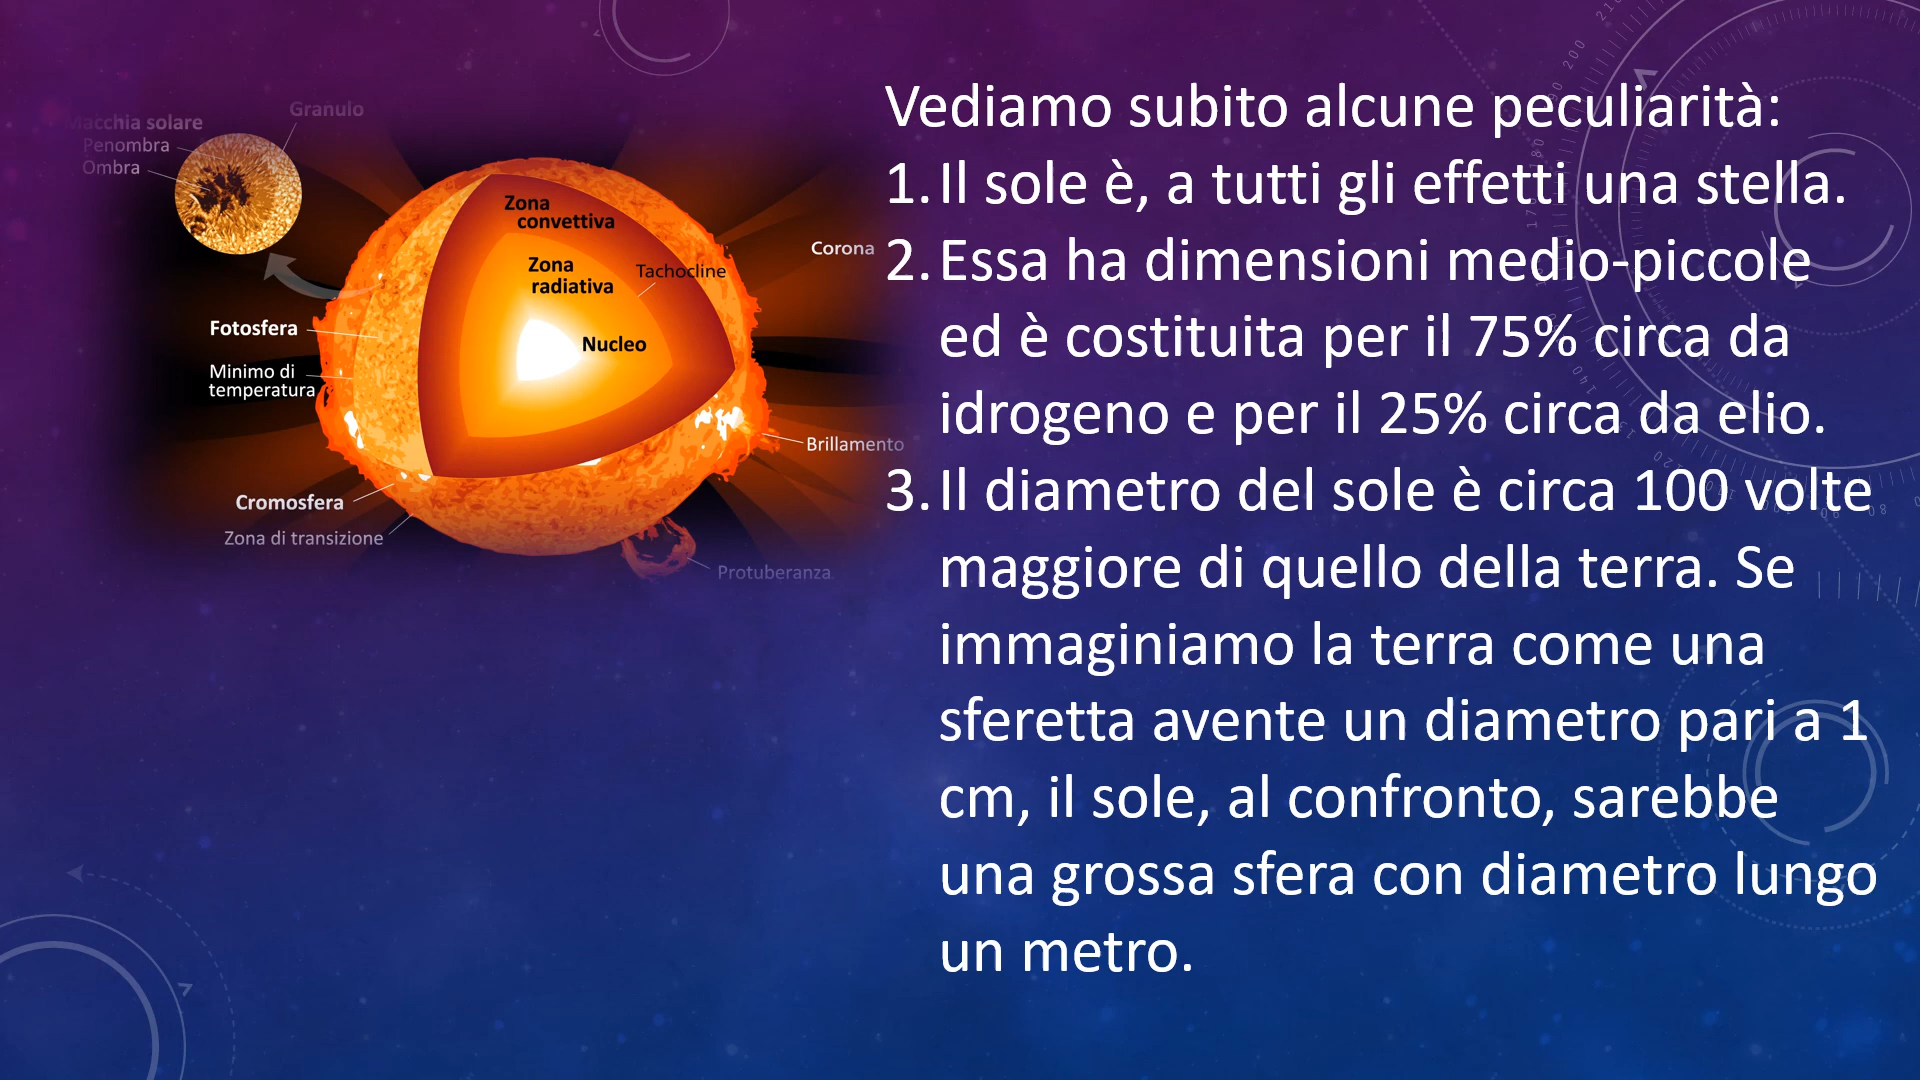 Vediamo subito alcune peculiarità:
1. Il sole è, a tutti gli effetti una stella.
2. Essa ha dimensioni medio-piccole
ed è costituita per il 75% circa da
idrogeno e per il 25% circa da elio.
3. Il diametro del sole è circa 100 volte
maggiore di quello della terra. Se
immaginiamo la terra come una
sferetta avente un diametro pari a 1
cm, il sole, al confronto, sarebbe
una grossa sfera con diametro lungo
un metro.
Granulo
Macchia solare
Penombra
Ombra
Zona
convettiva
Zona
radiativa
Tachocline
Nucleo
Corona
Fotosfera
Minimo di
temperatura
Brillamento
Cromosfera
Zona di transizione
Protuberanza